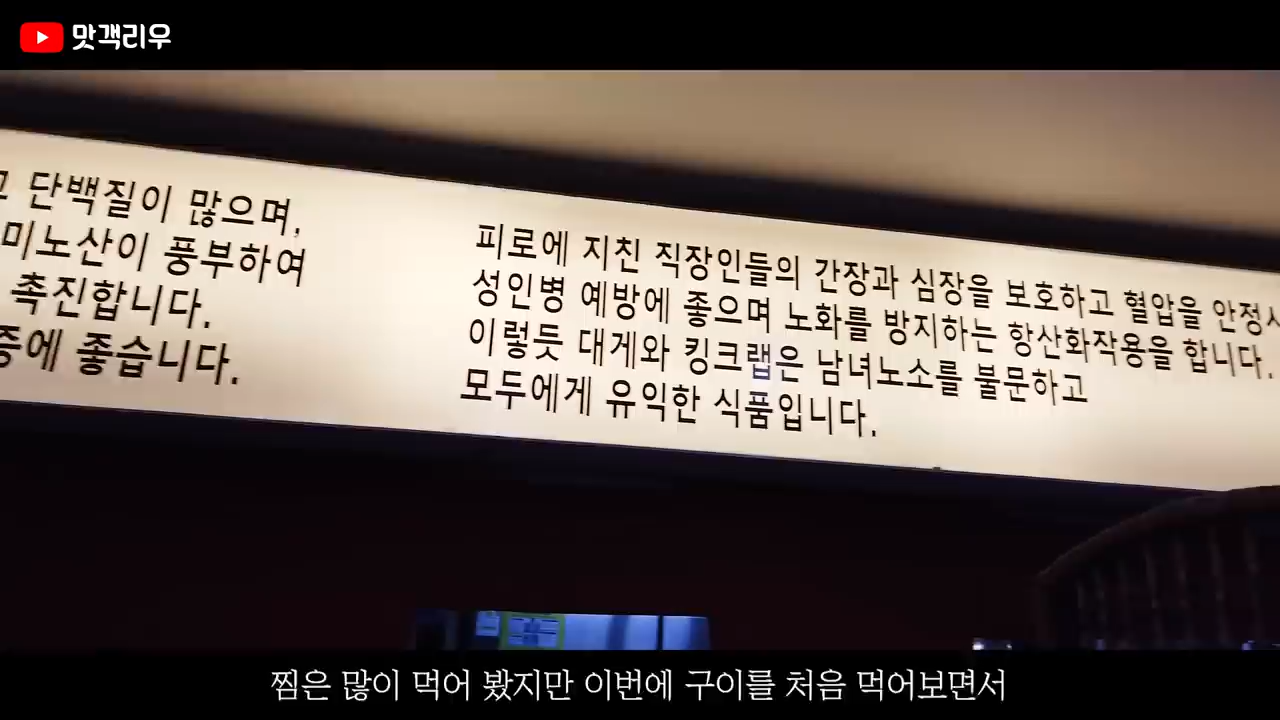 맛객리우
단백질이 많으며,
미노산이 풍부하여
촉진합니다.
에 좋습니다.
피로에 지친 직장인들의 간장과 심장을 보호하고 혈압을 안정
성인병 예방에 좋으며 노화를 방지하는 항산화작용을 합니다.
이렇듯 대게와 킹크랩은 남녀노소를 불문하고
모두에게 유익한 식품입니다.
찜은 많이 먹어 봤지만 이번에 구이를 처음 먹어보면서